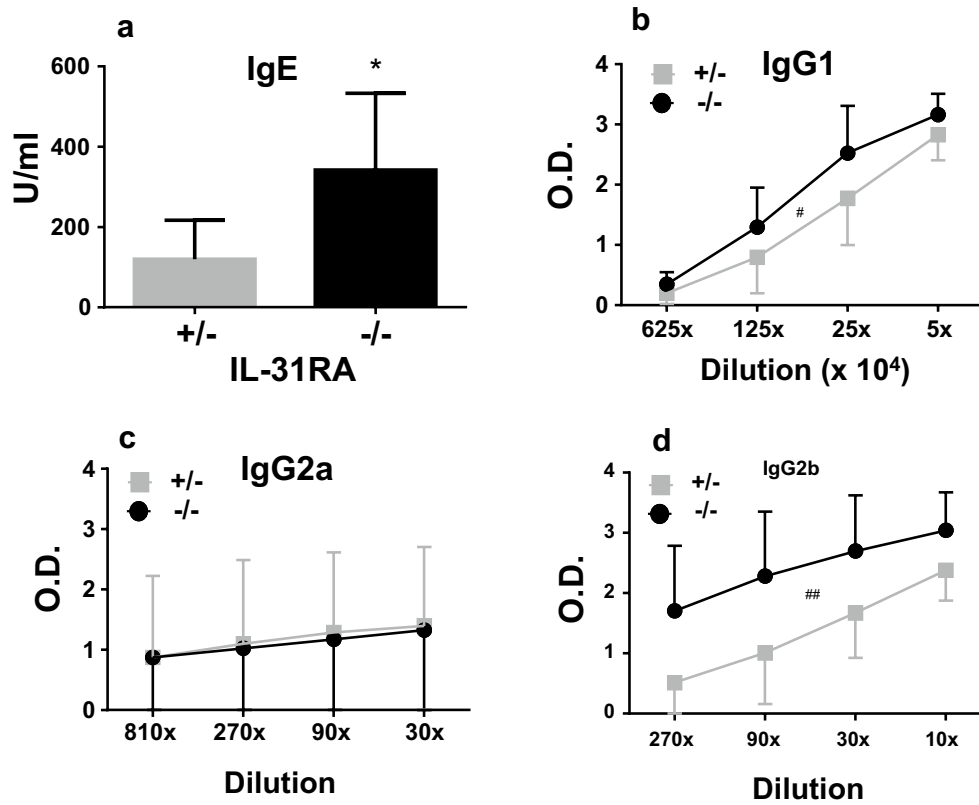 a
IgE
*
600
400
200
0
U/ml
+/-
-/-
IL-31RA
b
IgG1
+/-
-/-
4
3
2
1
0
O.D.
#
625x
125x
25x
5x
Dilution (x 10⁴)
c
IgG2a
+/-
-/-
4
3
2
1
0
O.D.
810x
270x
90x
30x
Dilution
d
IgG2b
+/-
-/-
4
3
2
1
0
O.D.
##
270x
90x
30x
10x
Dilution